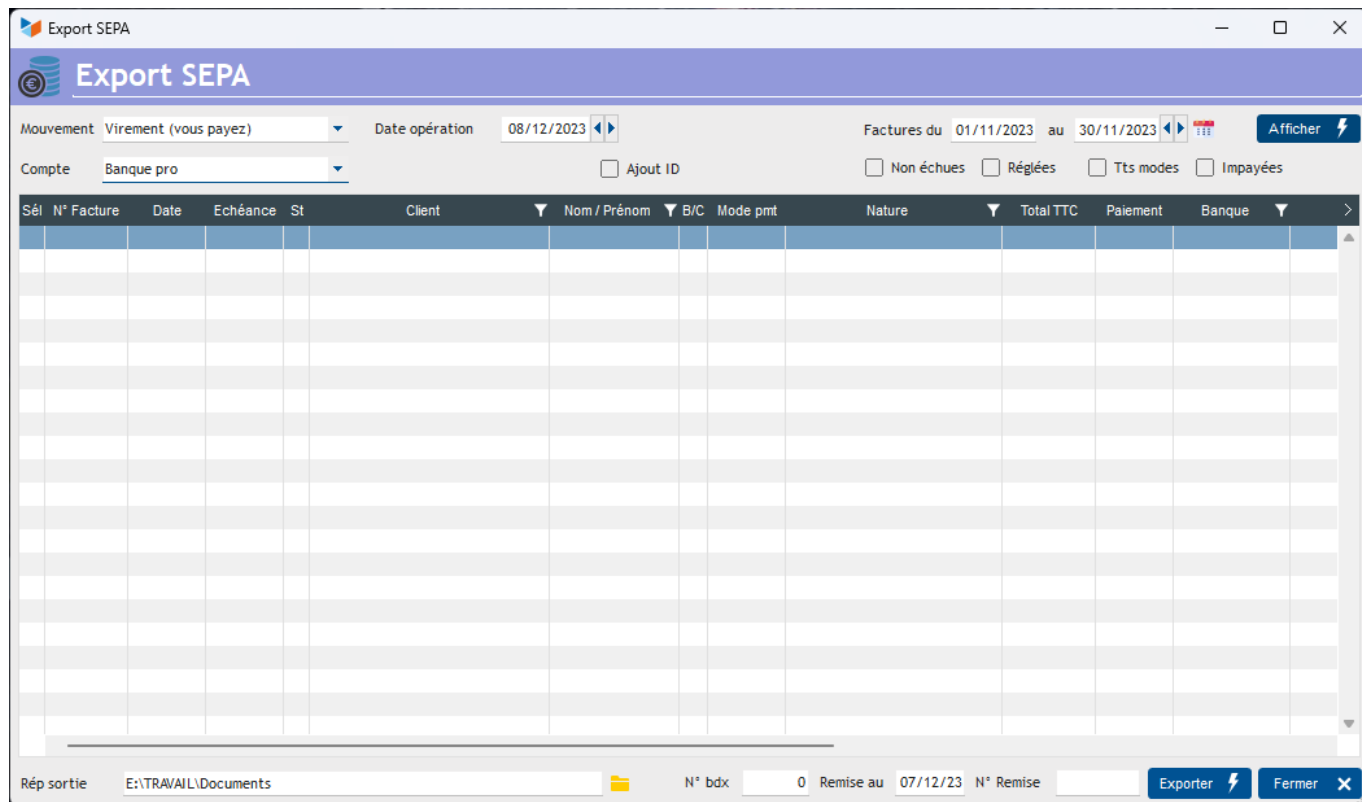 Export SEPA
Export SEPA
Mouvement Virement (vous payez) Date opération 08/12/2023 Factures du 01/11/2023 au 30/11/2023 Afficher
Compte Banque pro Ajout ID Non échues Réglées Tts modes Impayées
Sél N° Facture Date Echéance St Client Nom / Prénom B/C Mode pmt Nature Total TTC Paiement Banque
Rép sortie E:\TRAVAIL\Documents N° bdx 0 Remise au 07/12/23 N° Remise Exporter Fermer